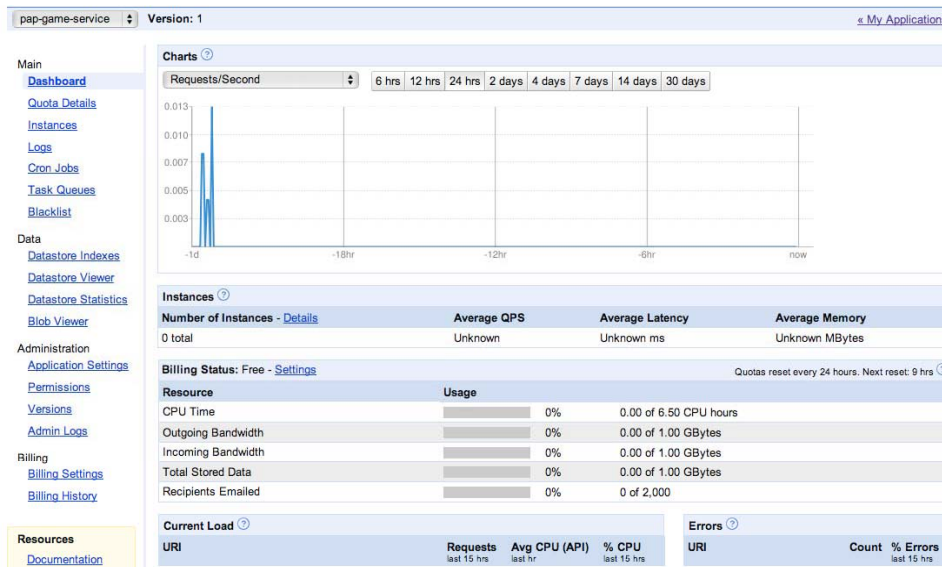 pap-game-service Version: 1 « My Application
Main
Dashboard
Quota Details
Instances
Logs
Cron Jobs
Task Queues
Blacklist
Data
Datastore Indexes
Datastore Viewer
Datastore Statistics
Blob Viewer
Administration
Application Settings
Permissions
Versions
Admin Logs
Billing
Billing Settings
Billing History
Resources
Documentation
Charts ?
Requests/Second 6 hrs 12 hrs 24 hrs 2 days 4 days 7 days 14 days 30 days
0.013
0.010
0.007
0.005
0.003
-1d -18hr -12hr -6hr now
Instances ?
Number of Instances - Details Average QPS Average Latency Average Memory
0 total Unknown Unknown ms Unknown MBytes
Billing Status: Free - Settings Quotas reset every 24 hours. Next reset: 9 hrs ?
Resource Usage
CPU Time 0% 0.00 of 6.50 CPU hours
Outgoing Bandwidth 0% 0.00 of 1.00 GBytes
Incoming Bandwidth 0% 0.00 of 1.00 GBytes
Total Stored Data 0% 0.00 of 1.00 GBytes
Recipients Emailed 0% 0 of 2,000
Current Load ?
URI Requests Avg CPU (API) % CPU
last 15 hrs last hr last 15 hrs
Errors ?
URI Count % Errors
last 15 hrs